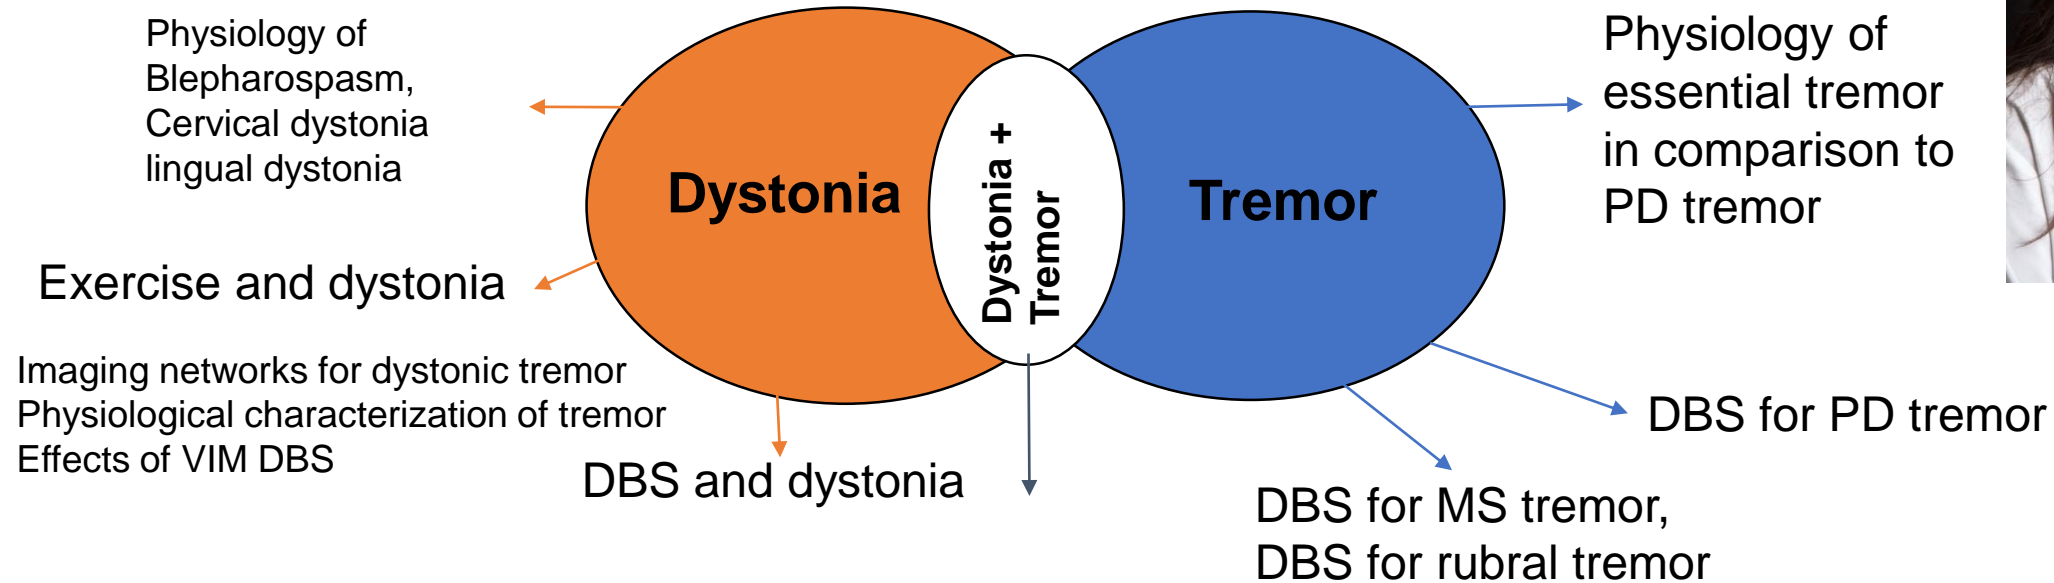 Physiology of
Blepharospasm,
Cervical dystonia
lingual dystonia
Exercise and dystonia
Imaging networks for dystonic tremor
Physiological characterization of tremor
Effects of VIM DBS
DBS and dystonia
Dystonia
Dystonia +
Tremor
Tremor
Physiology of
essential tremor
in comparison to
PD tremor
DBS for PD tremor
DBS for MS tremor,
DBS for rubral tremor